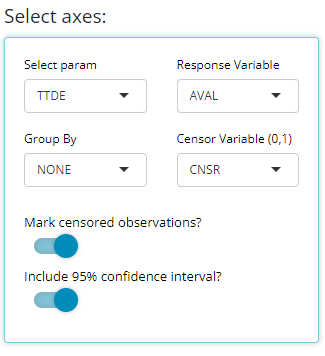 Select axes:
Select param    Response Variable
TTDE    AVAL
Group By    Censor Variable (0,1)
NONE    CNSR
Mark censored observations?
Include 95% confidence interval?